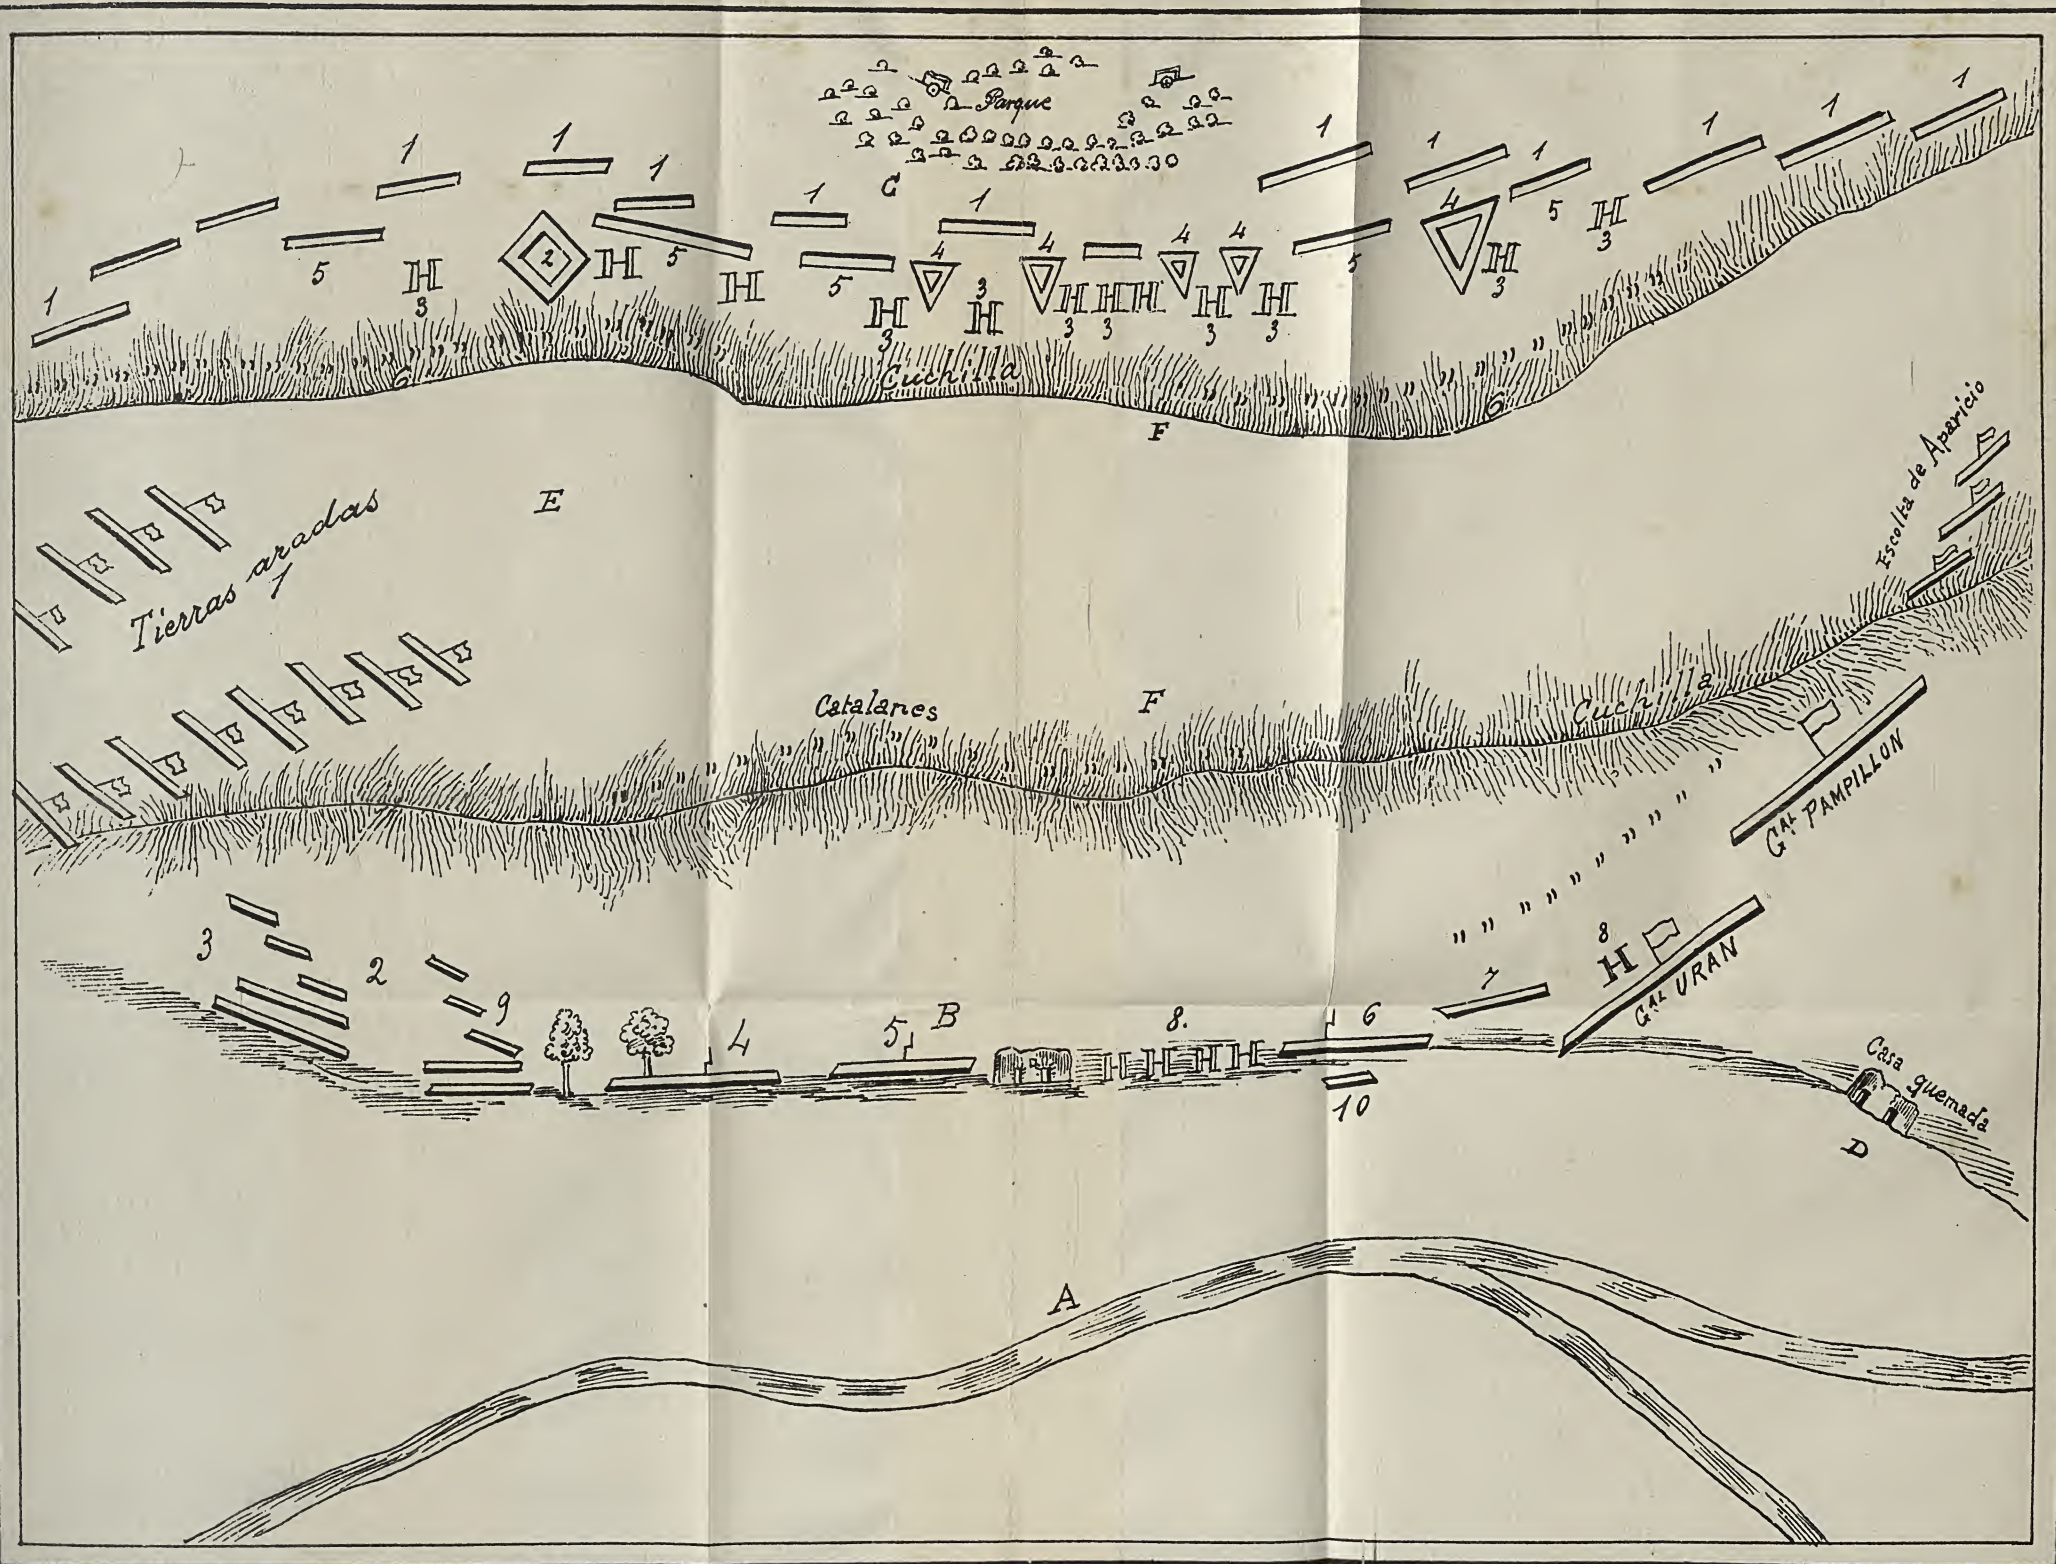 Parque
1 1 1 1 1 1
1 1 1
C
1 1 1
4
5 H 3
2 H 5 H
4 4 4 4
5 5 5
H 3
1
H 3
H 3
3 H
H H H
3 3
H 3
H 3
G
Cuchilla
G
F
Escolta de Aparicio
E
Tierras aradas
1
Catalanes
F
Cuchilla
Gal PAMPILLON
3
2
9
8
H
Gal URAN
7
4
5
B
8.
H H H H H
6
10
Casa quemada
D
A